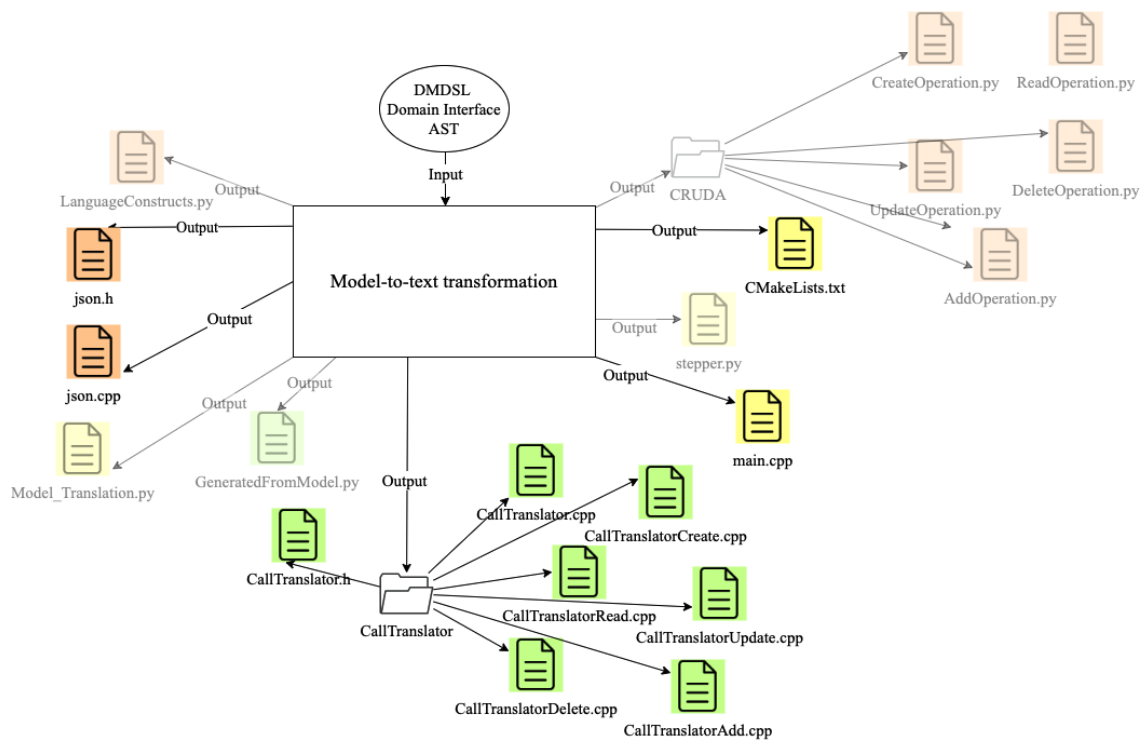 CreateOperation.py
ReadOperation.py
DMDSL
Domain Interface
AST
Input
LanguageConstructs.py
Output
Output
CRUDA
UpdateOperation.py
DeleteOperation.py
AddOperation.py
Output
json.h
Model-to-text transformation
Output
CMakeLists.txt
Output
json.cpp
Output
stepper.py
Output
main.cpp
Output
Model_Translation.py
Output
GeneratedFromModel.py
Output
CallTranslator.cpp
CallTranslatorCreate.cpp
CallTranslator.h
CallTranslator
CallTranslatorRead.cpp
CallTranslatorUpdate.cpp
CallTranslatorDelete.cpp
CallTranslatorAdd.cpp